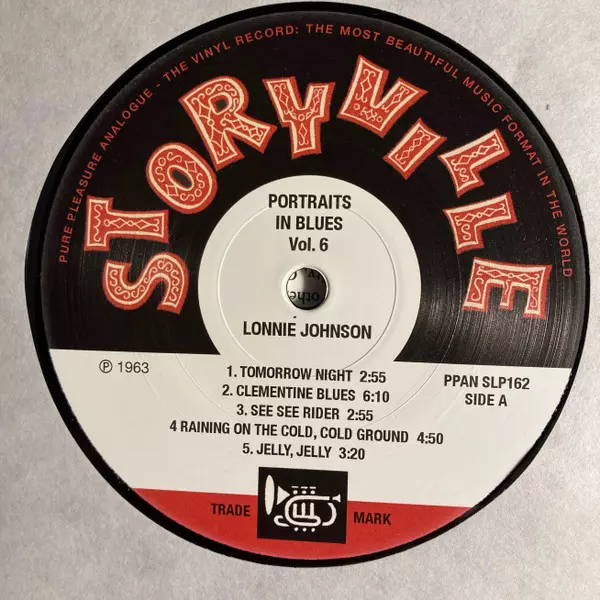 PURE PLEASURE ANALOGUE - THE VINYL RECORD: THE MOST BEAUTIFUL MUSIC FORMAT IN THE WORLD
STORYVILLE
PORTRAITS
IN BLUES
Vol. 6
LONNIE JOHNSON
℗ 1963
1. TOMORROW NIGHT 2:55
2. CLEMENTINE BLUES 6:10
3. SEE SEE RIDER 2:55
4 RAINING ON THE COLD, COLD GROUND 4:50
5. JELLY, JELLY 3:20
PPAN SLP162
SIDE A
TRADE MARK